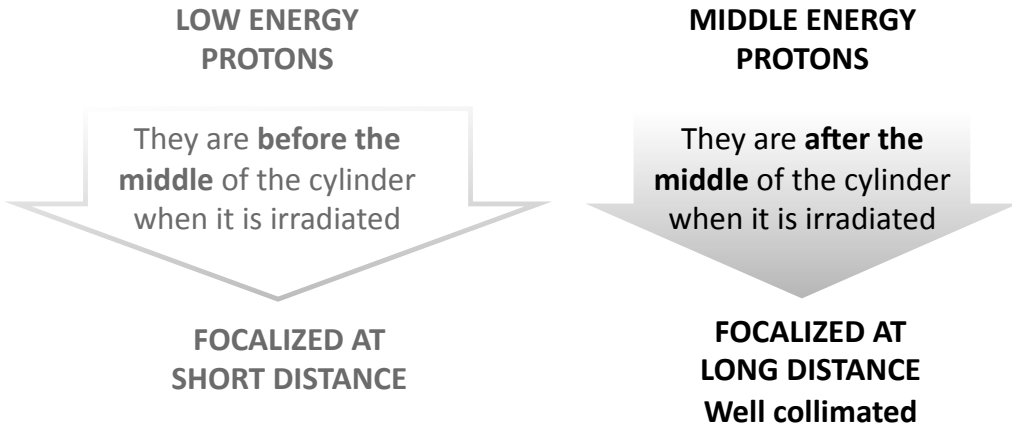 LOW ENERGY
PROTONS
They are before the
middle of the cylinder
when it is irradiated
FOCALIZED AT
SHORT DISTANCE
MIDDLE ENERGY
PROTONS
They are after the
middle of the cylinder
when it is irradiated
FOCALIZED AT
LONG DISTANCE
Well collimated